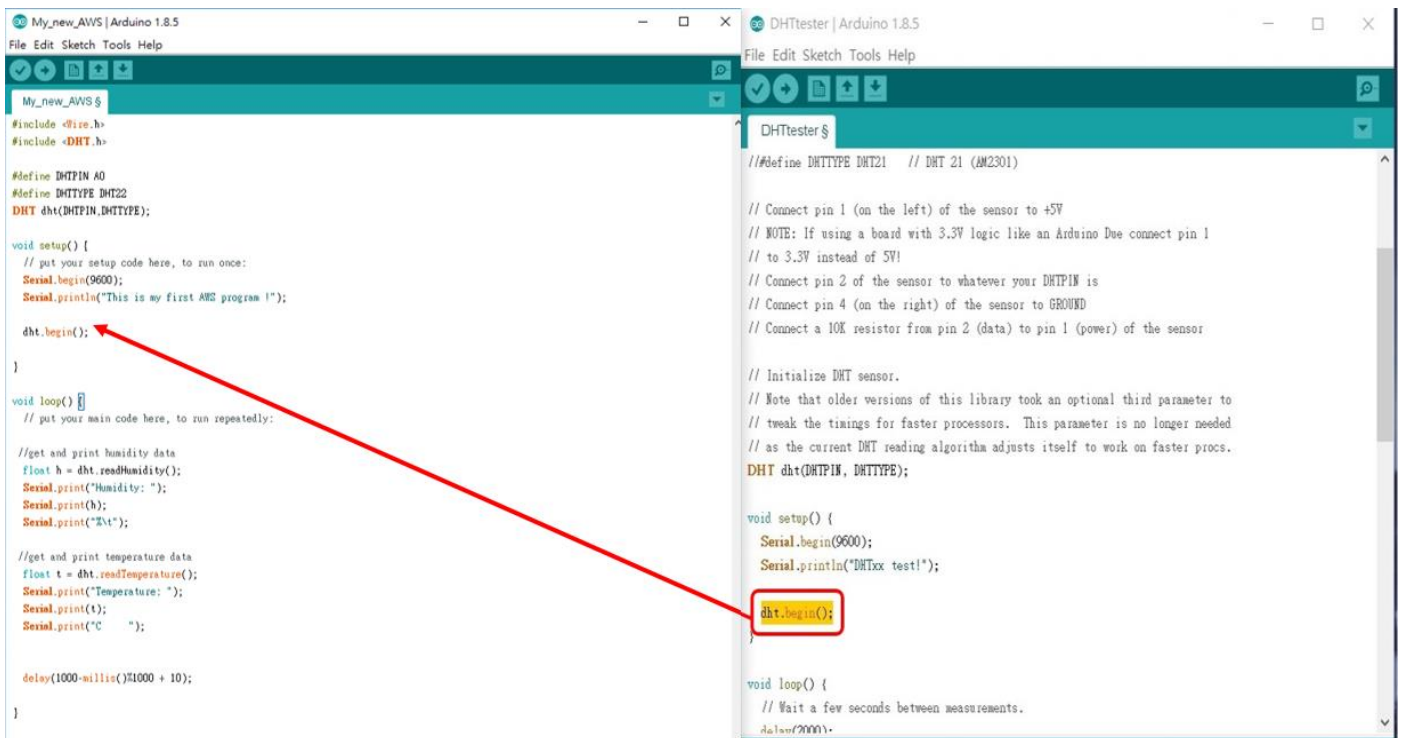 My_new_AWS | Arduino 1.8.5
File Edit Sketch Tools Help
My_new_AWS §
#include <Wire.h>
#include <DHT.h>
#define DHTPIN A0
#define DHTTYPE DHT22
DHT dht(DHTPIN,DHTTYPE);
void setup() {
// put your setup code here, to run once:
Serial.begin(9600);
Serial.println("This is my first AWS program !");
dht.begin();
}
void loop() {
// put your main code here, to run repeatedly:
//get and print humidity data
float h = dht.readHumidity();
Serial.print("Humidity: ");
Serial.print(h);
Serial.print("%\t");
//get and print temperature data
float t = dht.readTemperature();
Serial.print("Temperature: ");
Serial.print(t);
Serial.print("C     ");
delay(1000-millis()%1000 + 10);
}
DHTtester | Arduino 1.8.5
File Edit Sketch Tools Help
DHTtester §
//#define DHTTYPE DHT21   // DHT 21 (AM2301)
// Connect pin 1 (on the left) of the sensor to +5V
// NOTE: If using a board with 3.3V logic like an Arduino Due connect pin 1
// to 3.3V instead of 5V!
// Connect pin 2 of the sensor to whatever your DHTPIN is
// Connect pin 4 (on the right) of the sensor to GROUND
// Connect a 10K resistor from pin 2 (data) to pin 1 (power) of the sensor
// Initialize DHT sensor.
// Note that older versions of this library took an optional third parameter to
// tweak the timings for faster processors.  This parameter is no longer needed
// as the current DHT reading algorithm adjusts itself to work on faster procs.
DHT dht(DHTPIN, DHTTYPE);
void setup() {
Serial.begin(9600);
Serial.println("DHTxx test!");
dht.begin();
}
void loop() {
// Wait a few seconds between measurements.
delay(2000);